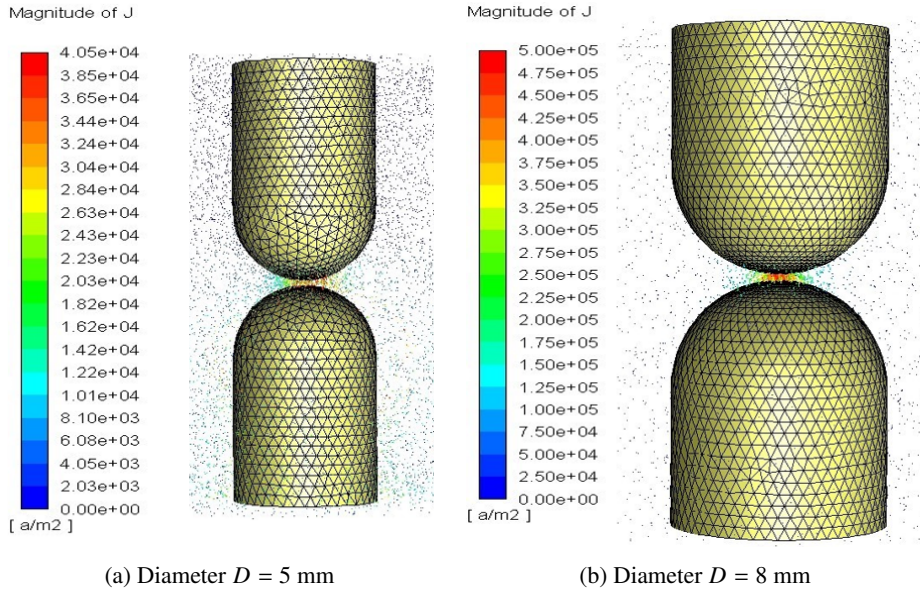 Magnitude of J
4.05e+04
3.85e+04
3.65e+04
3.44e+04
3.24e+04
3.04e+04
2.84e+04
2.63e+04
2.43e+04
2.23e+04
2.03e+04
1.82e+04
1.62e+04
1.42e+04
1.22e+04
1.01e+04
8.10e+03
6.08e+03
4.05e+03
2.03e+03
0.00e+00
[ a/m2 ]
(a) Diameter D = 5 mm
Magnitude of J
5.00e+05
4.75e+05
4.50e+05
4.25e+05
4.00e+05
3.75e+05
3.50e+05
3.25e+05
3.00e+05
2.75e+05
2.50e+05
2.25e+05
2.00e+05
1.75e+05
1.50e+05
1.25e+05
1.00e+05
7.50e+04
5.00e+04
2.50e+04
0.00e+00
[ a/m2 ]
(b) Diameter D = 8 mm